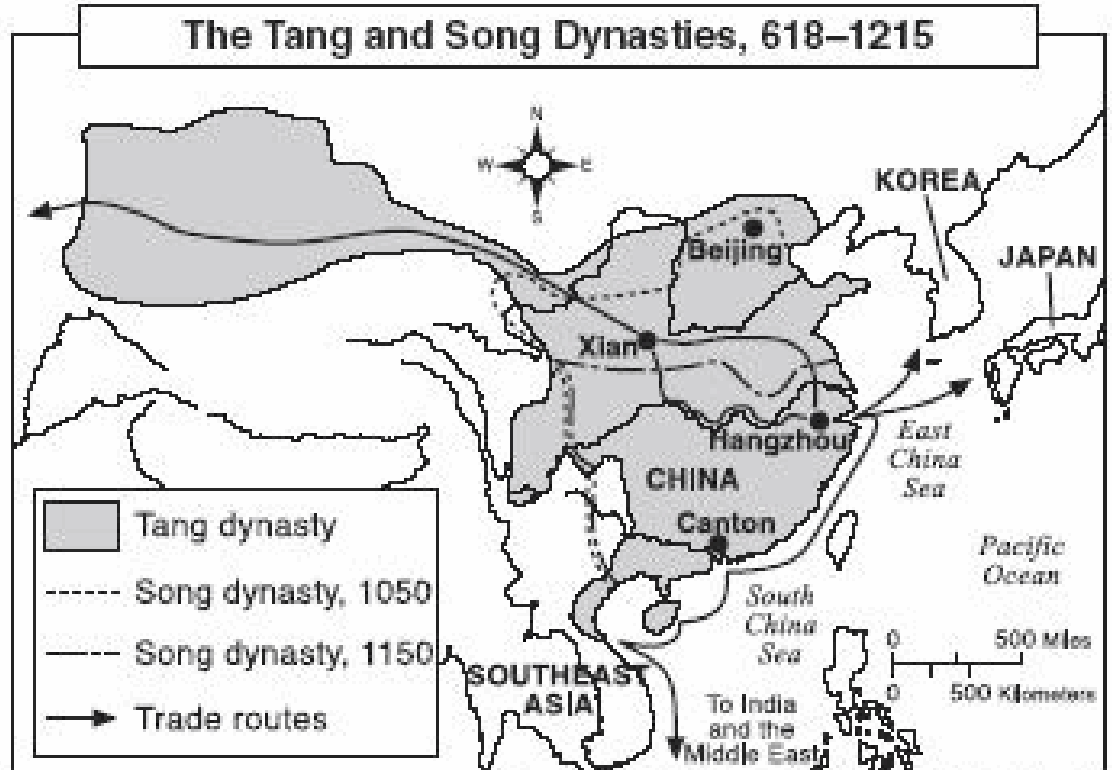 The Tang and Song Dynasties, 618–1215
N
W
E
S
KOREA
JAPAN
Beijing
Xian
Hangzhou
East
China
Sea
CHINA
Canton
Pacific
Ocean
South
China
Sea
0
500 Miles
0
500 Kilometers
SOUTHEAST
ASIA
To India
and the
Middle East
Tang dynasty
Song dynasty, 1050
Song dynasty, 1150
Trade routes